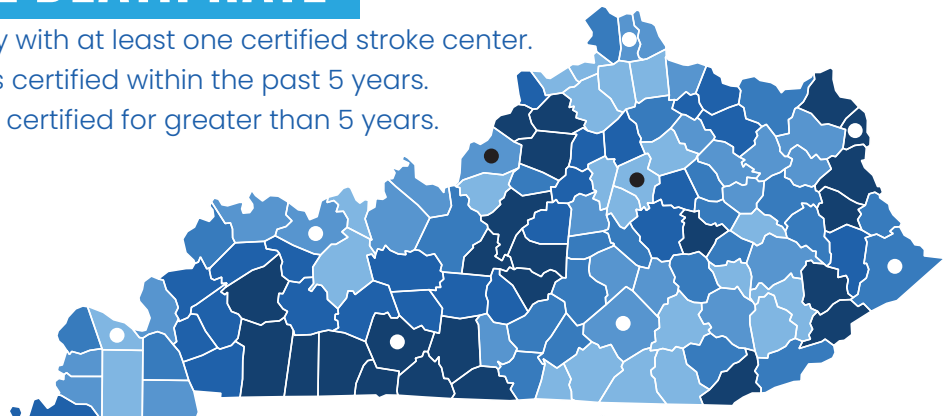 with at least one certified stroke center.
certified within the past 5 years.
certified for greater than 5 years.